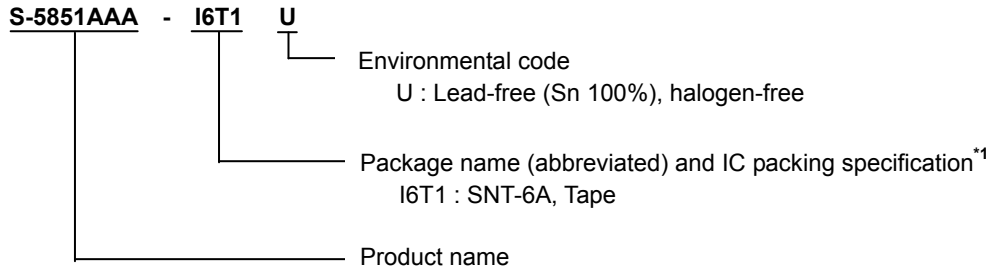 S-5851AAA - I6T1 U
Environmental code
U : Lead-free (Sn 100%), halogen-free
Package name (abbreviated) and IC packing specification*1
I6T1 : SNT-6A, Tape
Product name